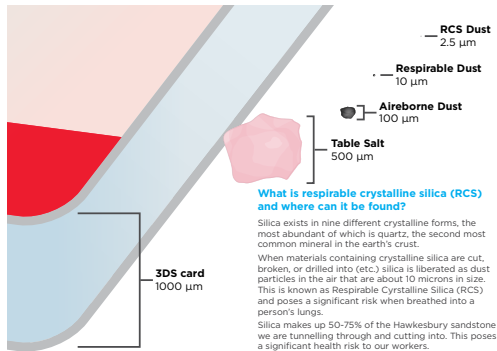 RCS Dust
2.5 μm
Respirable Dust
10 μm
Aireborne Dust
100 μm
Table Salt
500 μm
3DS card
1000 μm
What is respirable crystalline silica (RCS)
and where can it be found?
Silica exists in nine different crystalline forms, the
most abundant of which is quartz, the second most
common mineral in the earth's crust.
When materials containing crystalline silica are cut,
broken, or drilled into (etc.) silica is liberated as dust
particles in the air that are about 10 microns in size.
This is known as Respirable Cyrstalline Silica (RCS)
and poses a significant risk when breathed into a
person's lungs.
Silica makes up 50-75% of the Hawkesbury sandstone
we are tunnelling through and cutting into. This poses
a significant health risk to our workers.